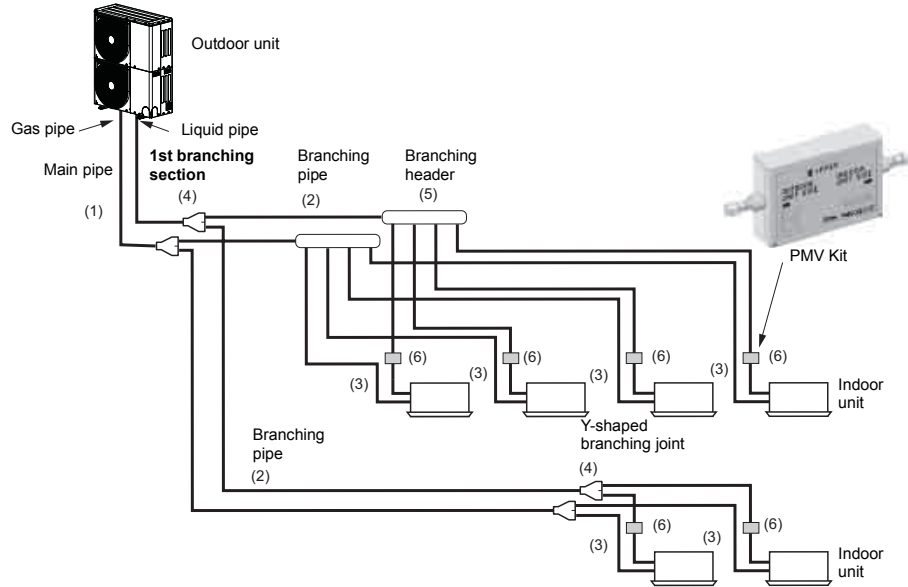 Outdoor unit
Gas pipe
Liquid pipe
Main pipe
1st branching
section
Branching
pipe
Branching
header
(4)
(2)
(5)
(1)
PMV Kit
(6)
(6)
(6)
(6)
(3)
(3)
(3)
(3)
Indoor
unit
Y-shaped
branching joint
Branching
pipe
(2)
(4)
(6)
(6)
(3)
(3)
Indoor
unit